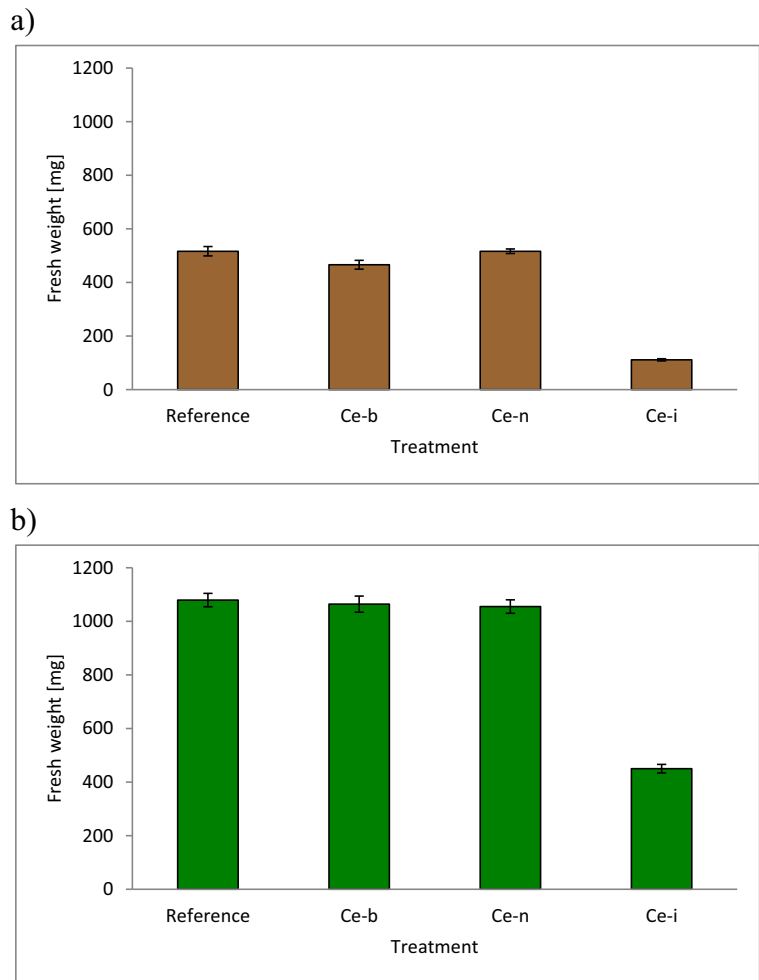 a)
1200
1000
800
600
400
200
0
Fresh weight [mg]
Reference Ce-b Ce-n Ce-i
Treatment
b)
1200
1000
800
600
400
200
0
Fresh weight [mg]
Reference Ce-b Ce-n Ce-i
Treatment